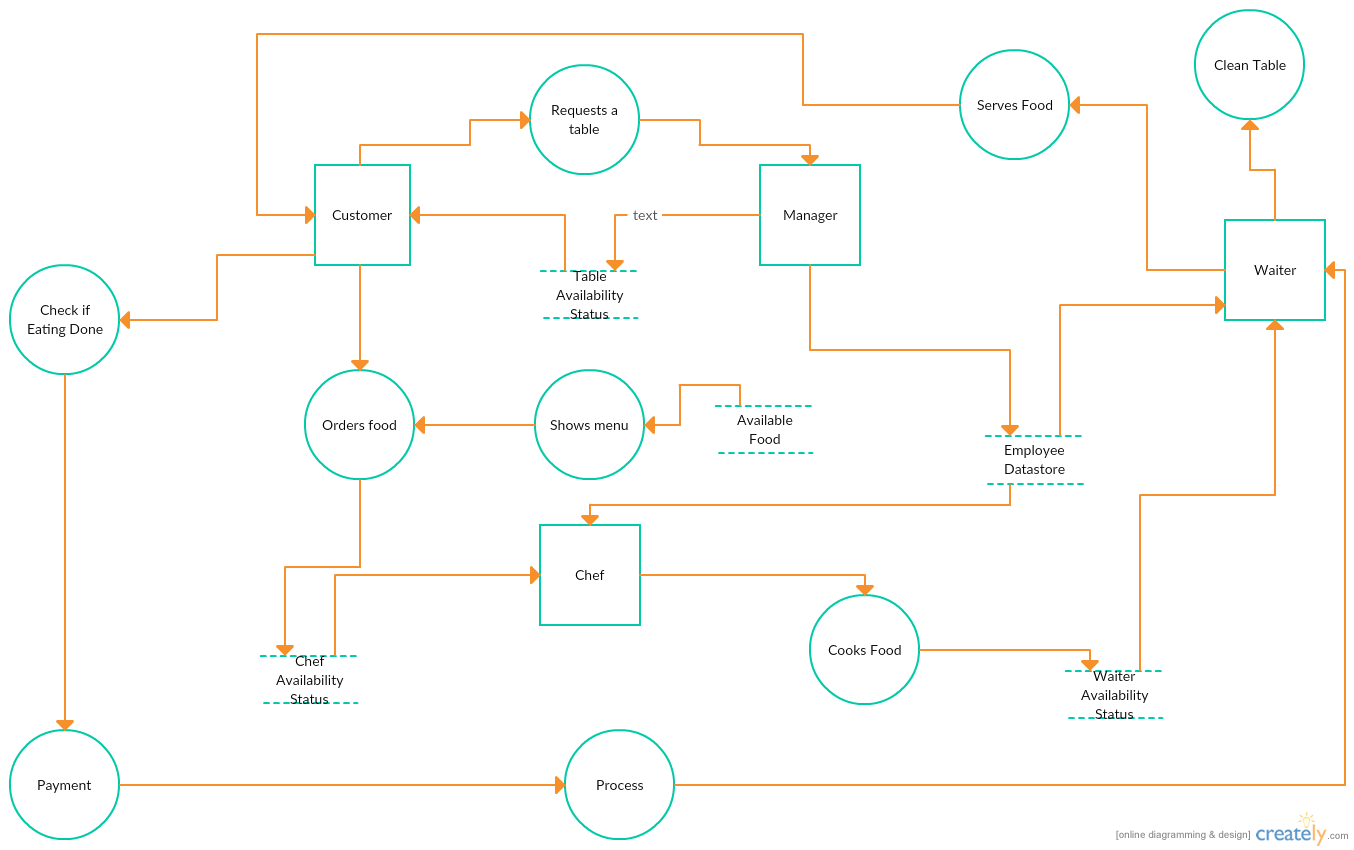 Clean Table
Serves Food
Requests a
table
Customer
text
Manager
Waiter
Table
Availability
Status
Check if
Eating Done
Orders food
Shows menu
Available
Food
Employee
Datastore
Chef
Cooks Food
Chef
Availability
Status
Waiter
Availability
Status
Payment
Process
[online diagramming & design] creately.com